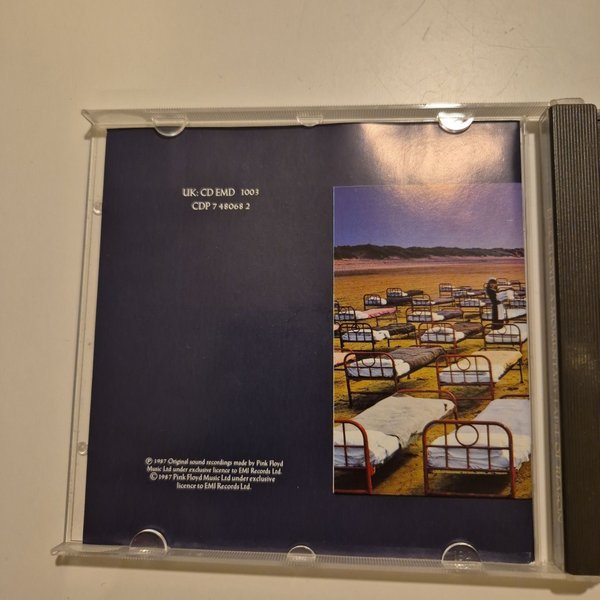 UK: CD EMD 1003
CDP 7 48068 2
℗ 1987 Original sound recordings made by Pink Floyd
Music Ltd under exclusive licence to EMI Records Ltd.
© 1987 Pink Floyd Music Ltd under exclusive
licence to EMI Records Ltd.